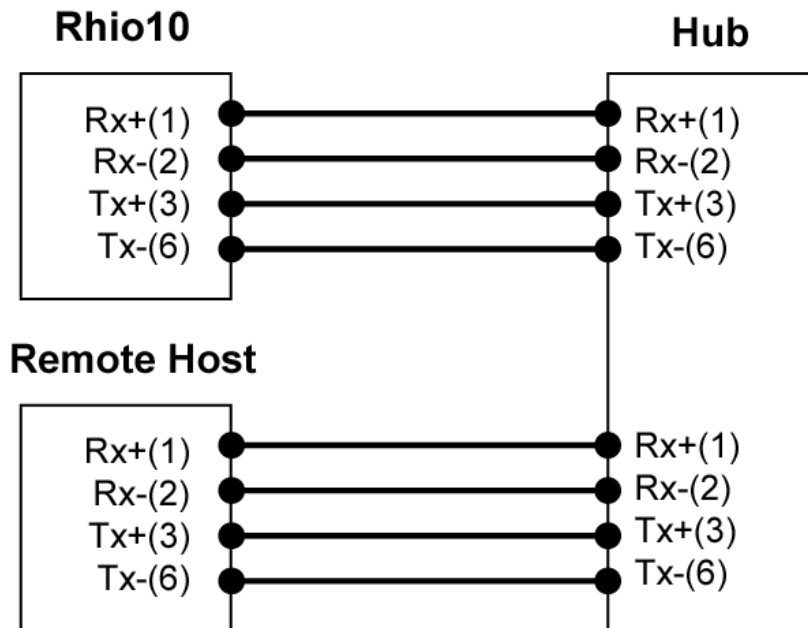 Rhio10
Hub
Rx+(1)
Rx-(2)
Tx+(3)
Tx-(6)
Rx+(1)
Rx-(2)
Tx+(3)
Tx-(6)
Remote Host
Rx+(1)
Rx-(2)
Tx+(3)
Tx-(6)
Rx+(1)
Rx-(2)
Tx+(3)
Tx-(6)